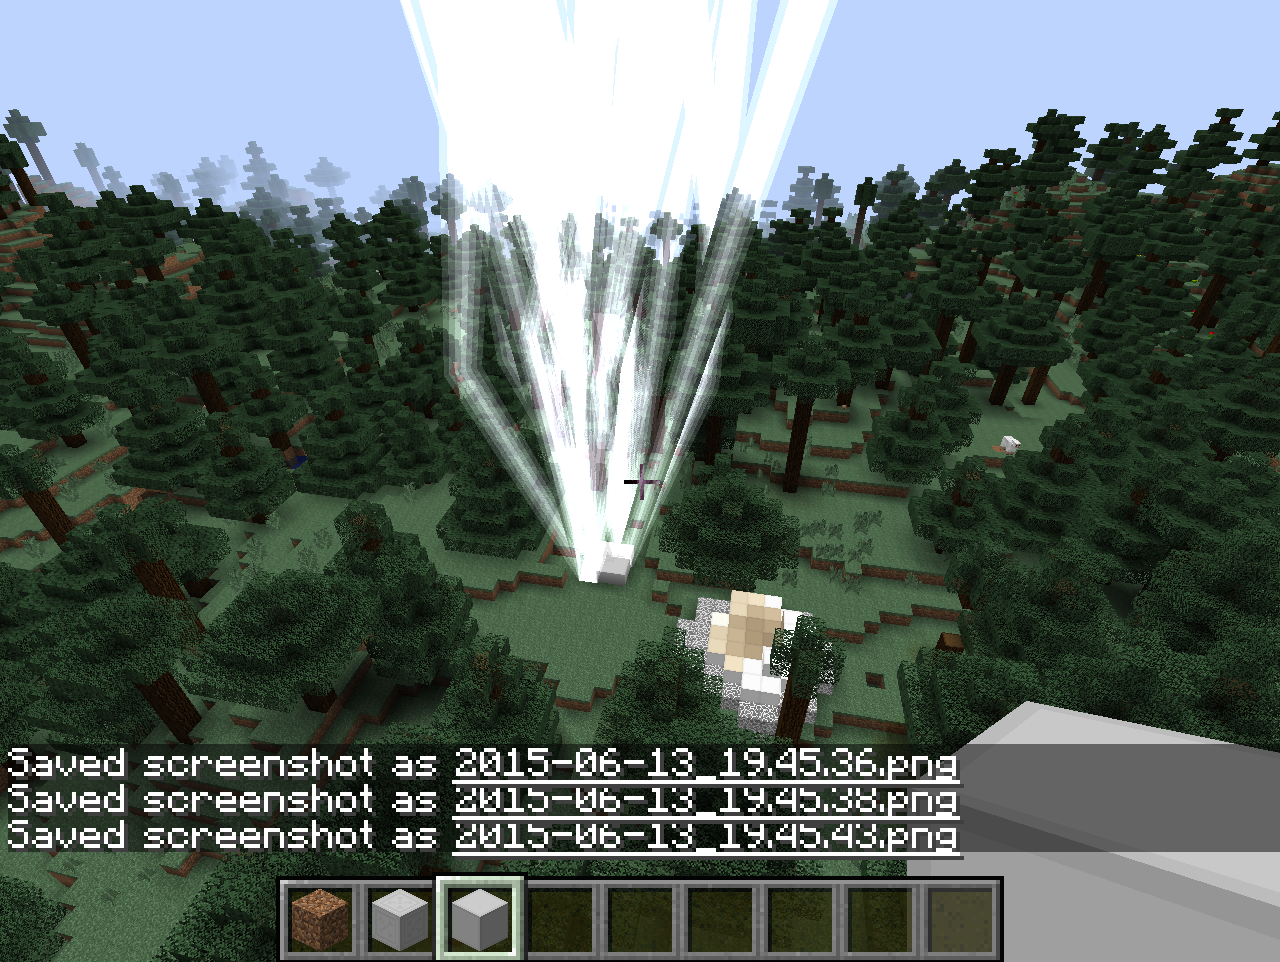 Saved screenshot as 2015-06-13_19.45.36.png
Saved screenshot as 2015-06-13_19.45.38.png
Saved screenshot as 2015-06-13_19.45.43.png